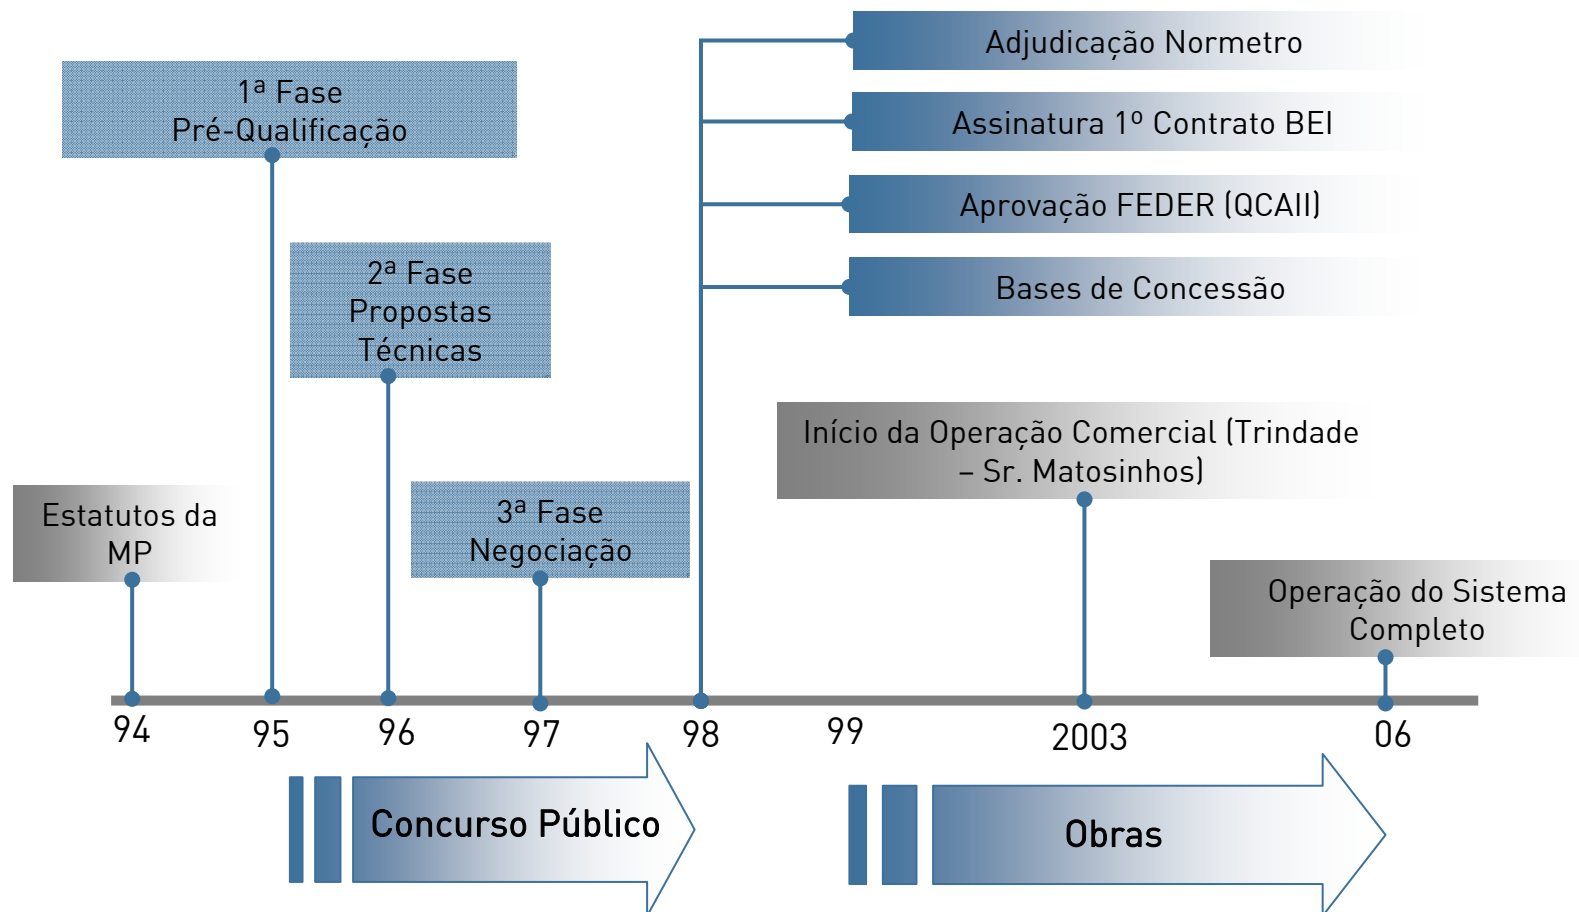 Adjudicação Normetro
1ª Fase
Pré-Qualificação
Assinatura 1º Contrato BEI
Aprovação FEDER (QCAII)
2ª Fase
Propostas
Técnicas
Bases de Concessão
Início da Operação Comercial (Trindade
– Sr. Matosinhos)
Estatutos da
MP
3ª Fase
Negociação
Operação do Sistema
Completo
94
95
96
97
98
99
2003
06
Concurso Público
Obras